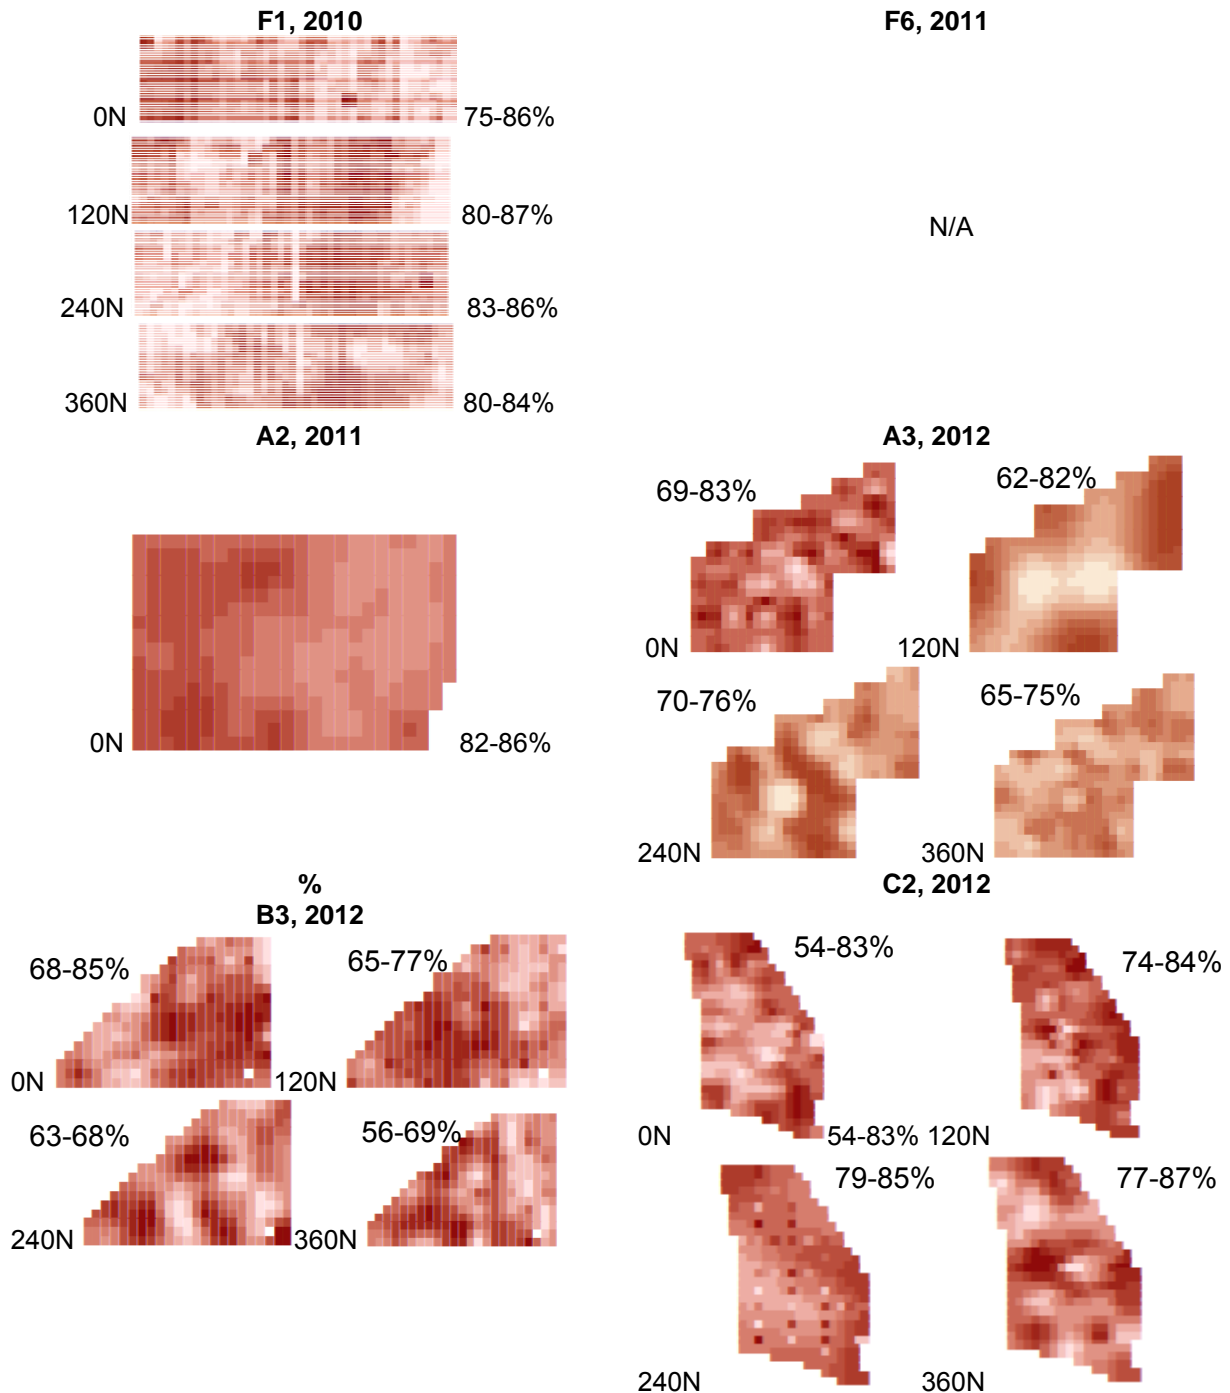 F1, 2010
0N 75-86%
120N 80-87%
240N 83-86%
360N 80-84%
F6, 2011
N/A
A2, 2011
0N 82-86%
A3, 2012
69-83% 62-82%
0N 120N
70-76% 65-75%
240N 360N
%
B3, 2012
68-85% 65-77%
0N 120N
63-68% 56-69%
240N 360N
C2, 2012
54-83% 74-84%
0N 54-83% 120N
79-85% 77-87%
240N 360N